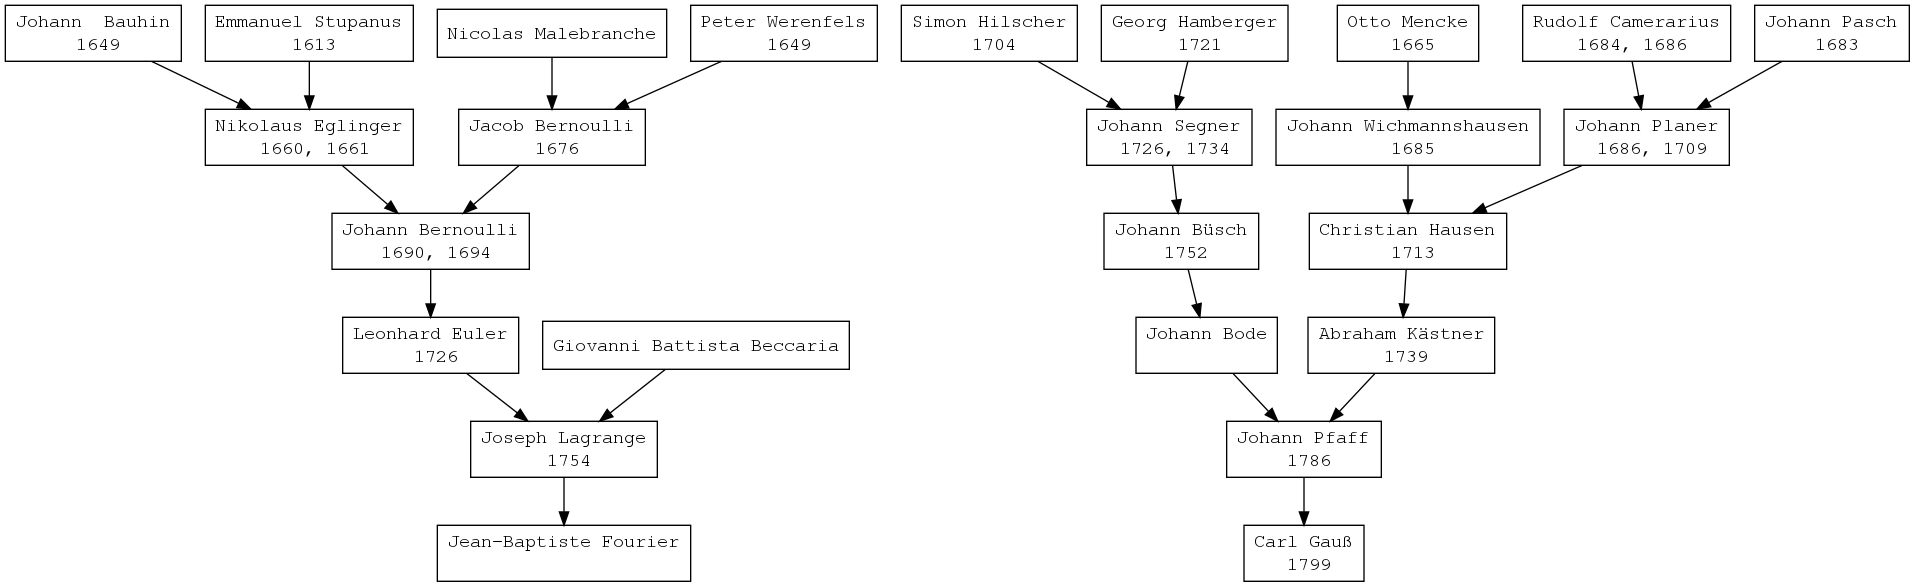 Johann  Bauhin
1649
Emmanuel Stupanus
1613
Nicolas Malebranche
Peter Werenfels
1649
Simon Hilscher
1704
Georg Hamberger
1721
Otto Mencke
1665
Rudolf Camerarius
1684, 1686
Johann Pasch
1683
Nikolaus Eglinger
1660, 1661
Jacob Bernoulli
1676
Johann Segner
1726, 1734
Johann Wichmannshausen
1685
Johann Planer
1686, 1709
Johann Bernoulli
1690, 1694
Johann Büsch
1752
Christian Hausen
1713
Leonhard Euler
1726
Giovanni Battista Beccaria
Johann Bode
Abraham Kästner
1739
Joseph Lagrange
1754
Johann Pfaff
1786
Jean-Baptiste Fourier
Carl Gauß
1799